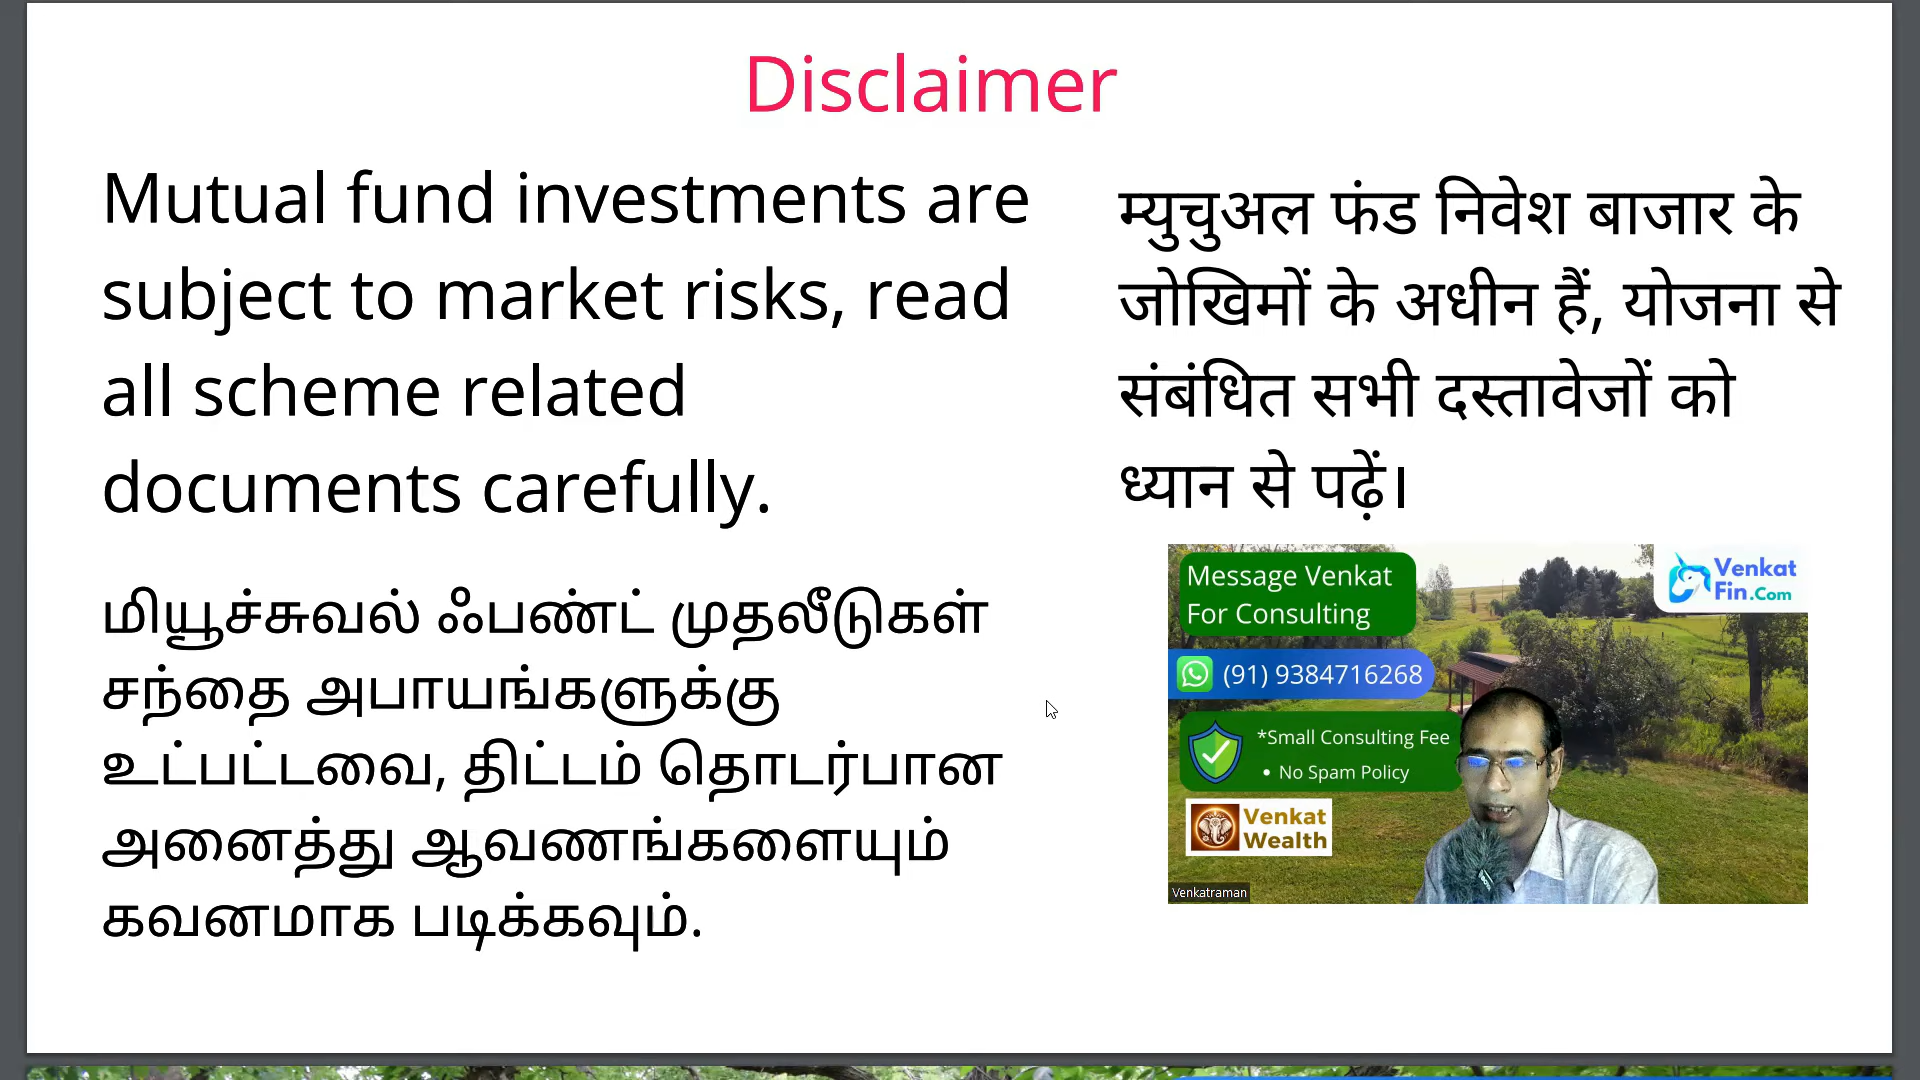 Disclaimer
Mutual fund investments are
subject to market risks, read
all scheme related
documents carefully.
म्युचुअल फंड निवेश बाजार के
जोखिमों के अधीन हैं, योजना से
संबंधित सभी दस्तावेजों को
ध्यान से पढ़ें।
மியூச்சுவல் ஃபண்ட் முதலீடுகள்
சந்தை அபாயங்களுக்கு
உட்பட்டவை, திட்டம் தொடர்பான
அனைத்து ஆவணங்களையும்
கவனமாக படிக்கவும்.
Message Venkat
For Consulting
Venkat
Fin.Com
(91) 9384716268
*Small Consulting Fee
• No Spam Policy
Venkat
Wealth
Venkatraman